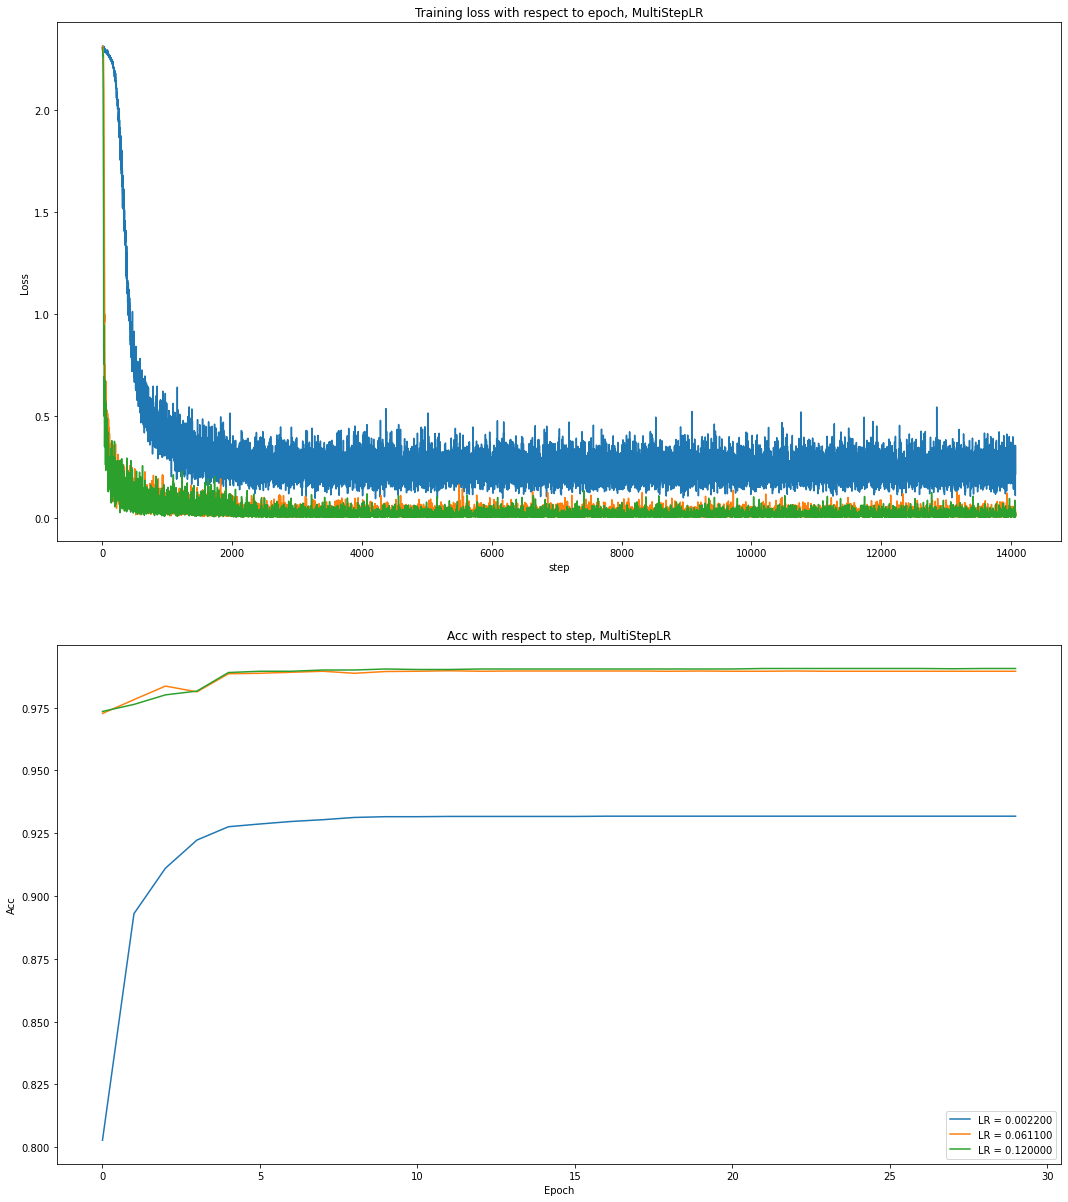 Training loss with respect to epoch, MultiStepLR
2.0
1.5
1.0
0.5
0.0
Loss
0 2000 4000 6000 8000 10000 12000 14000
step
Acc with respect to step, MultiStepLR
0.975
0.950
0.925
0.900
0.875
0.850
0.825
0.800
Acc
LR = 0.002200
LR = 0.061100
LR = 0.120000
0 5 10 15 20 25 30
Epoch